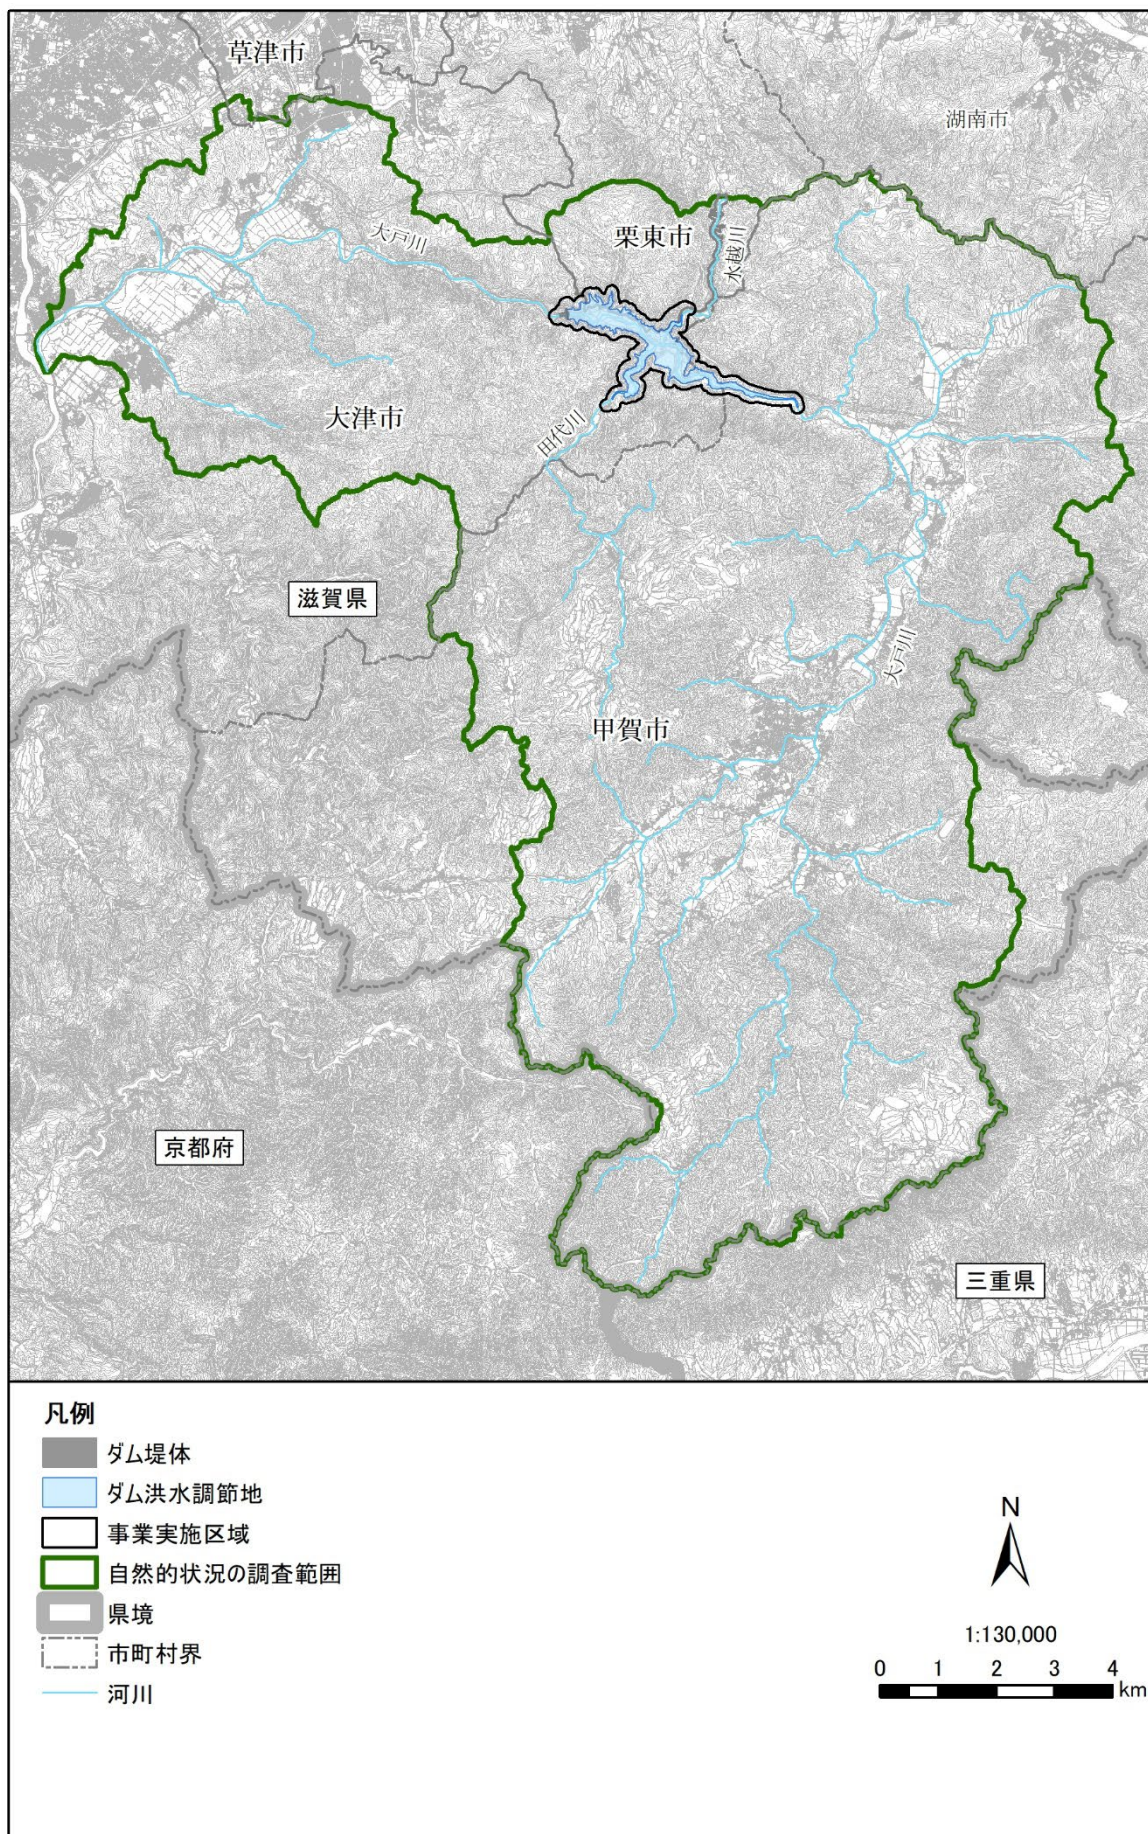 草津市
湖南市
大戸川
栗東市
水越川
大津市
田代川
滋賀県
大戸川
甲賀市
京都府
三重県
凡例
ダム堤体
ダム洪水調節地
事業実施区域
自然的状況の調査範囲
県境
市町村界
河川
N
1:130,000
0 1 2 3 4
km